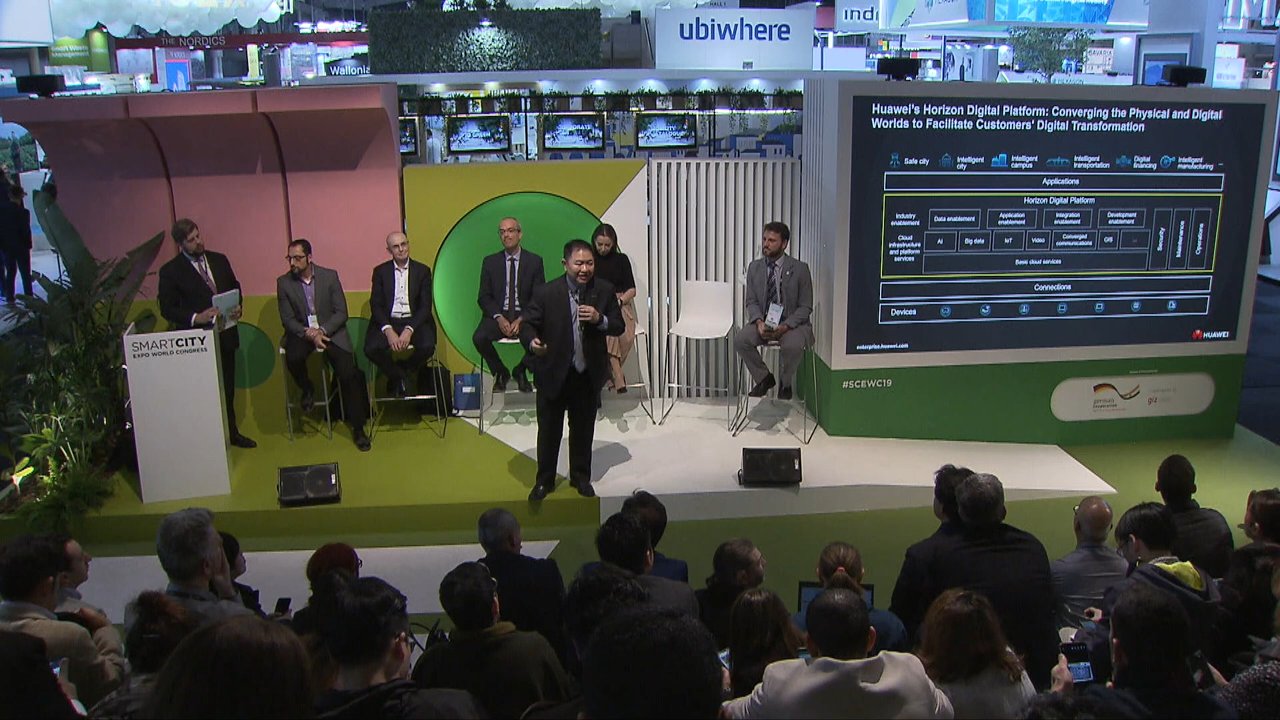 THE NORDICS
Wallonia
ubiwhere
Huawei's Horizon Digital Platform: Converging the Physical and Digital
Worlds to Facilitate Customers' Digital Transformation
Safe city
Intelligent
city
Intelligent
campus
Intelligent
transportation
Digital
financing
Intelligent
manufacturing
...
Applications
Horizon Digital Platform
Industry
enablement
Data enablement
Application
enablement
Integration
enablement
Development
enablement
Cloud
infrastructure
and platform
services
AI
Big data
IoT
Video
Converged
communications
GIS
...
Basic cloud services
Security
Maintenance
Operations
Connections
Devices
enterprise.huawei.com
HUAWEI
SMARTCITY
EXPO WORLD CONGRESS
#SCEWC19
german
cooperation
giz